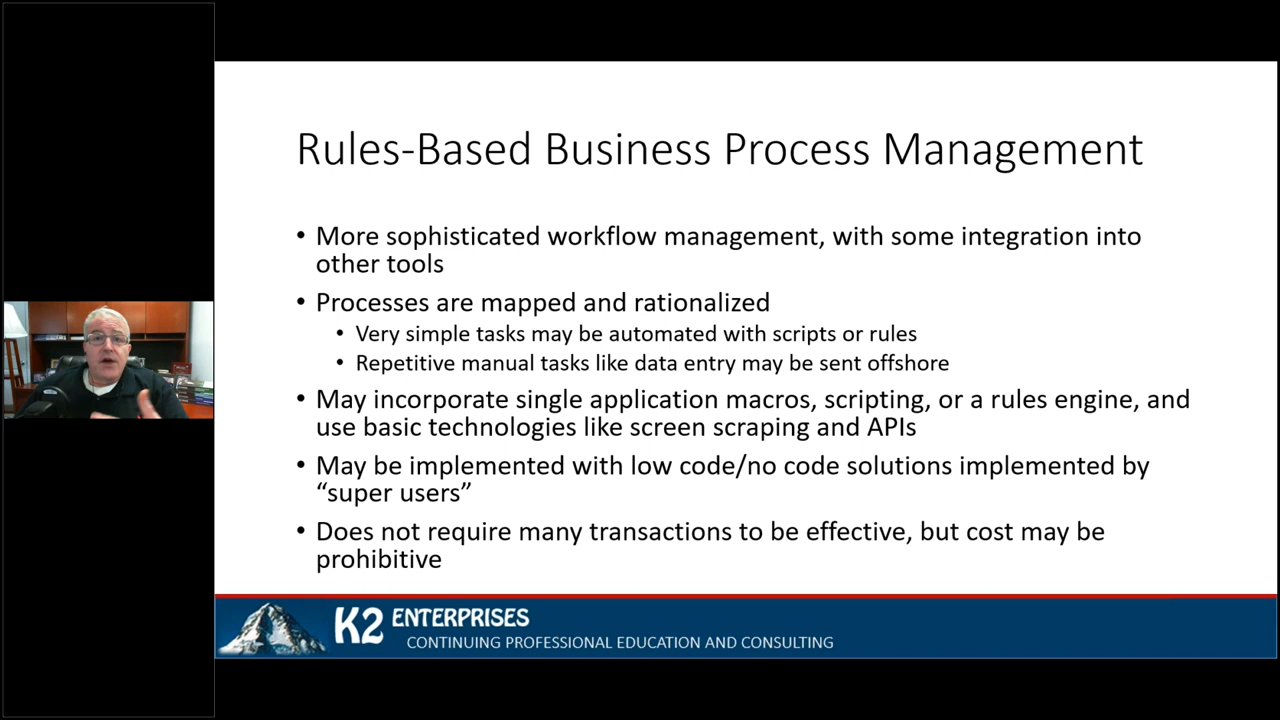 Rules-Based Business Process Management
• More sophisticated workflow management, with some integration into
other tools
• Processes are mapped and rationalized
• Very simple tasks may be automated with scripts or rules
• Repetitive manual tasks like data entry may be sent offshore
• May incorporate single application macros, scripting, or a rules engine, and
use basic technologies like screen scraping and APIs
• May be implemented with low code/no code solutions implemented by
“super users”
• Does not require many transactions to be effective, but cost may be
prohibitive
K2 ENTERPRISES
CONTINUING PROFESSIONAL EDUCATION AND CONSULTING